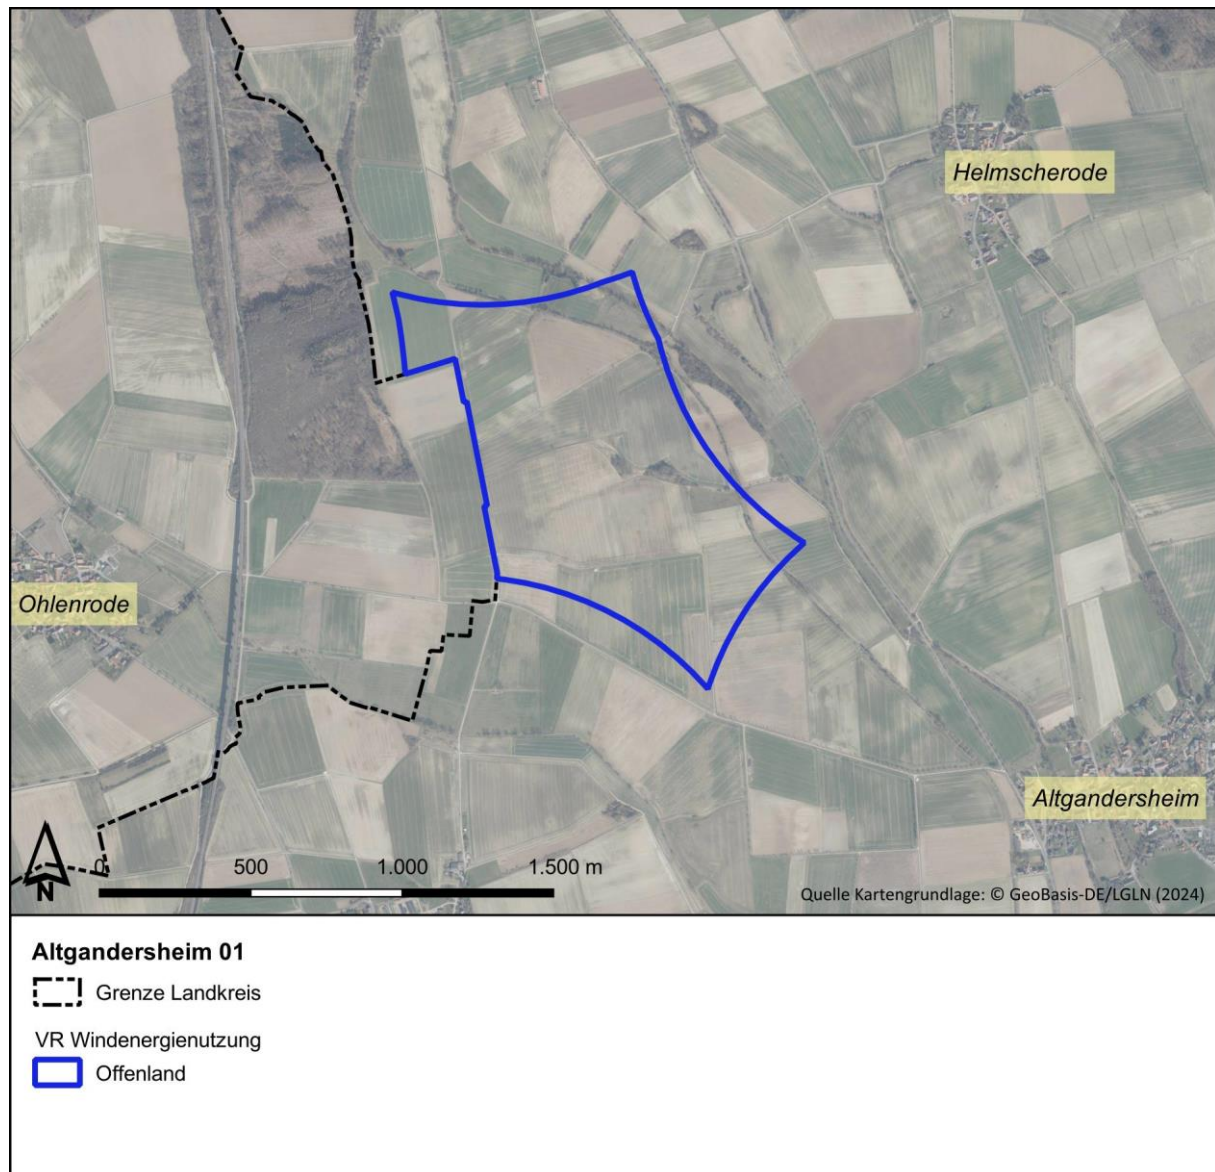 Helmscherode
Ohlenrode
Altgandersheim
N
0 500 1.000 1.500 m
Quelle Kartengrundlage: © GeoBasis-DE/LGLN (2024)
Altgandersheim 01
Grenze Landkreis
VR Windenergienutzung
Offenland